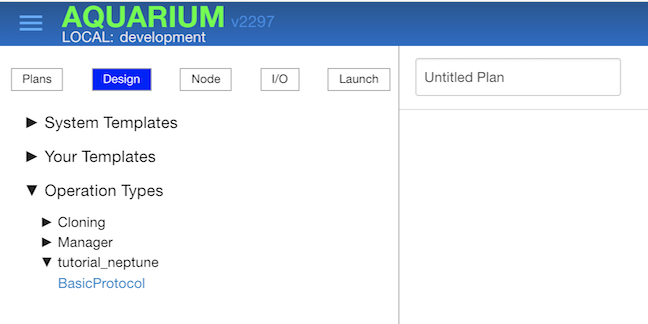 AQUARIUM v2297
LOCAL: development
Plans Design Node I/O Launch
Untitled Plan
System Templates
Your Templates
Operation Types
Cloning
Manager
tutorial_neptune
BasicProtocol